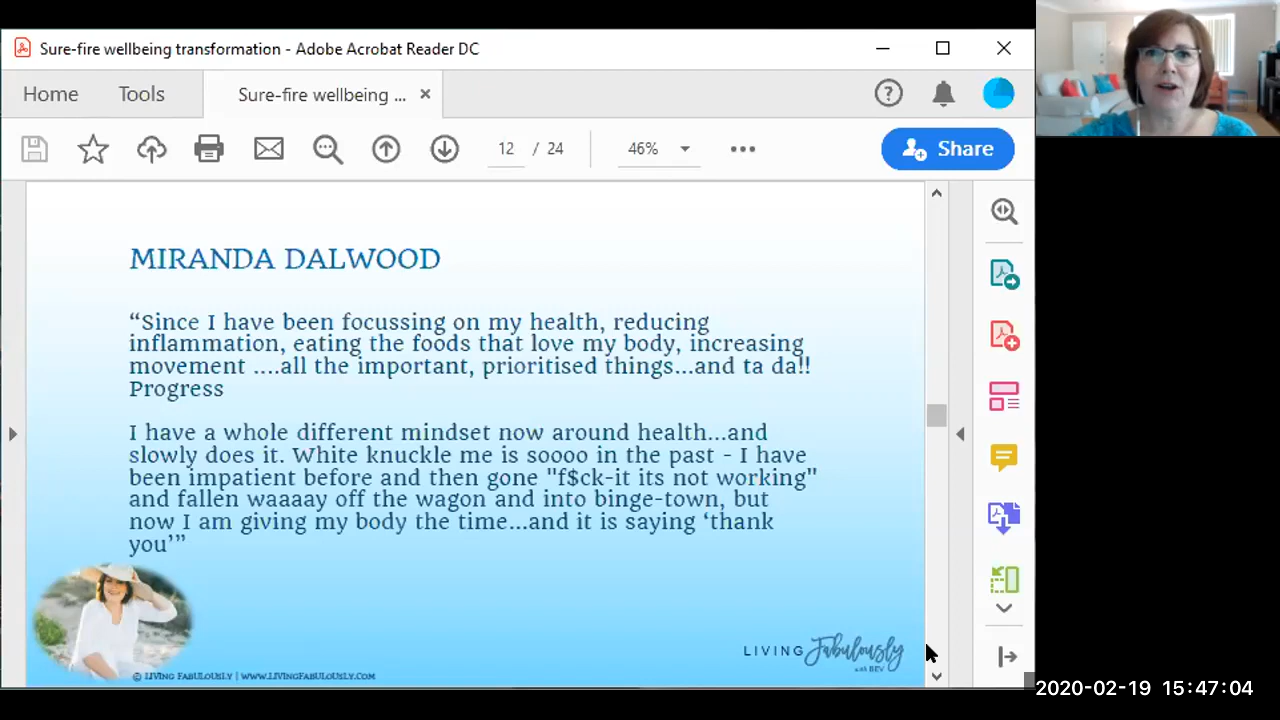 Sure-fire wellbeing transformation - Adobe Acrobat Reader DC
Home Tools Sure-fire wellbeing ...
12 / 24 46% Share
MIRANDA DALWOOD
“Since I have been focussing on my health, reducing
inflammation, eating the foods that love my body, increasing
movement ....all the important, prioritised things...and ta da!!
Progress
I have a whole different mindset now around health...and
slowly does it. White knuckle me is soooo in the past - I have
been impatient before and then gone "f$ck-it its not working"
and fallen waaaay off the wagon and into binge-town, but
now I am giving my body the time...and it is saying ‘thank
you’”
LIVING Fabulously
with BEV
© LIVING FABULOUSLY | WWW.LIVINGFABULOUSLY.COM
2020-02-19 15:47:04